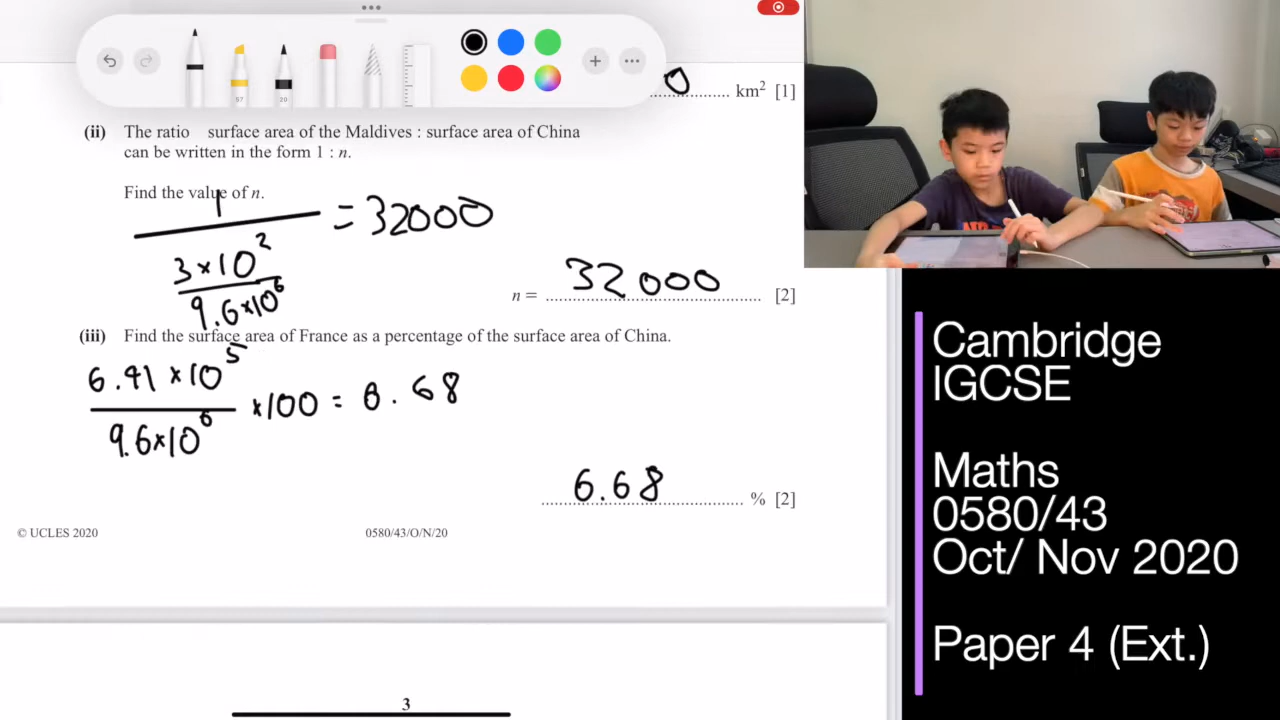 57
20
0 km² [1]
(ii) The ratio surface area of the Maldives : surface area of China
can be written in the form 1 : n.
Find the value of n.
1
= 32000
3 × 10²
9.6×10⁶
n = 32 000 [2]
(iii) Find the surface area of France as a percentage of the surface area of China.
6.41 × 10⁵
×100 = 6.68
9.6×10⁶
6.68 % [2]
© UCLES 2020
0580/43/O/N/20
3
Cambridge
IGCSE
Maths
0580/43
Oct/ Nov 2020
Paper 4 (Ext.)